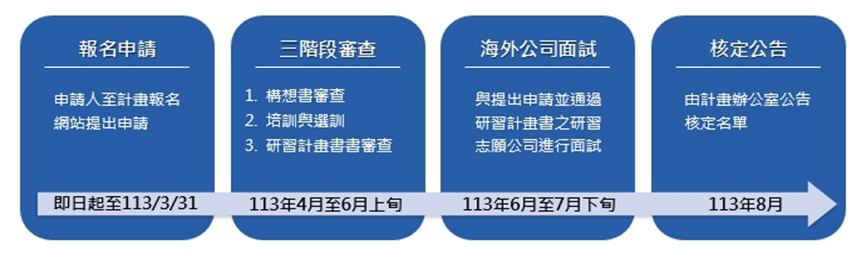 報名申請
申請人至計畫報名
網站提出申請
即日起至113/3/31
三階段審查
1. 構想書審查
2. 培訓與選訓
3. 研習計畫書書審查
113年4月至6月上旬
海外公司面試
與提出申請並通過
研習計畫書之研習
志願公司進行面試
113年6月至7月下旬
核定公告
由計畫辦公室公告
核定名單
113年8月